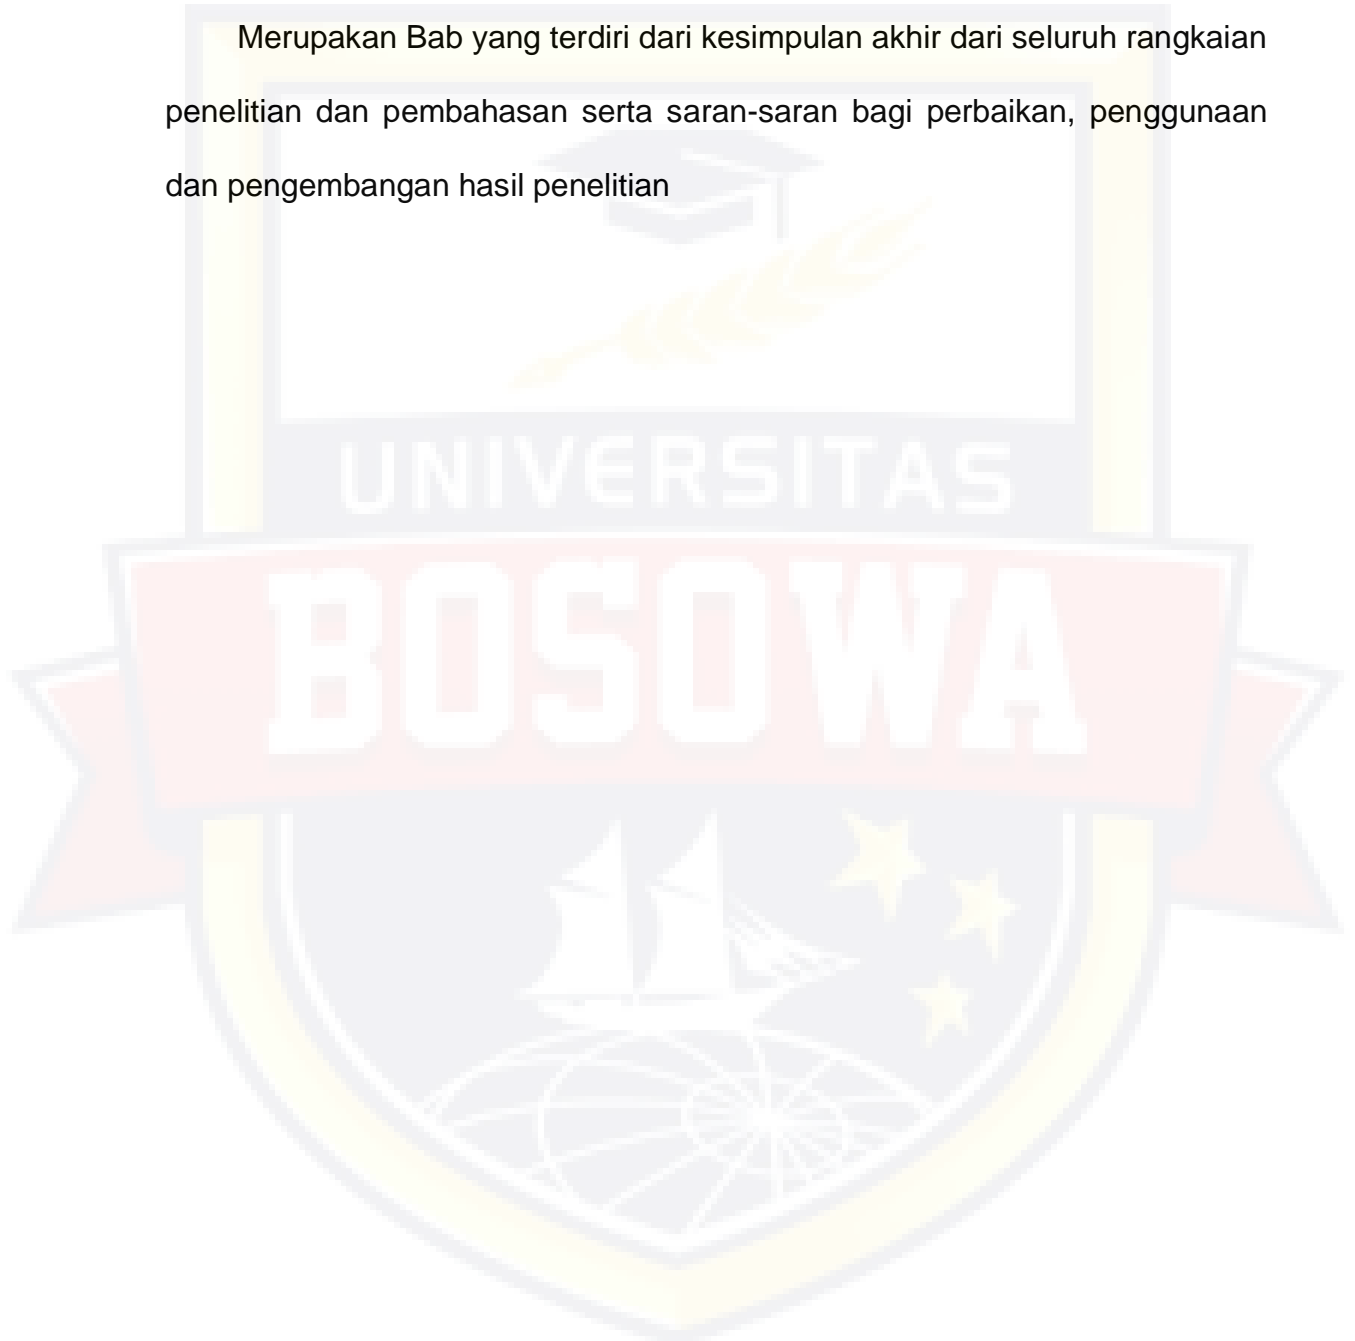 Merupakan Bab yang terdiri dari kesimpulan akhir dari seluruh rangkaian
penelitian dan pembahasan serta saran-saran bagi perbaikan, penggunaan
dan pengembangan hasil penelitian
UNIVERSITAS
BOSOWA